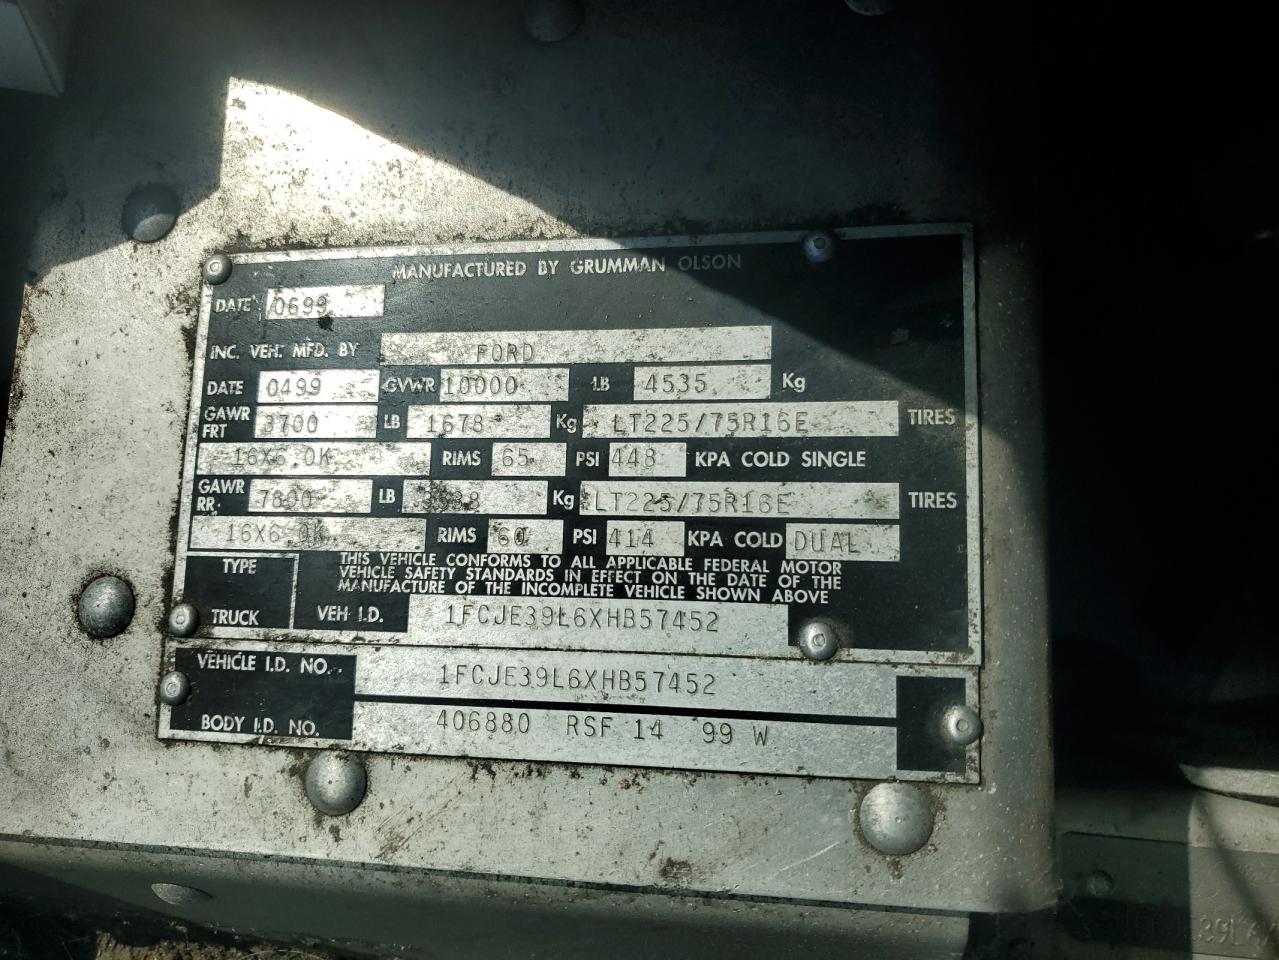 MANUFACTURED BY GRUMMAN OLSON
DATE 0699
INC. VEH. MFD. BY FORD
DATE 0499 GVWR 10000 LB 4535 Kg
GAWR FRT 3700 LB 1678 Kg LT225/75R16E TIRES
16X6.0K RIMS 65 PSI 448 KPA COLD SINGLE
GAWR RR. 7800 LB 3538 Kg LT225/75R16E TIRES
16X6.0K RIMS 60 PSI 414 KPA COLD DUAL
TYPE TRUCK
THIS VEHICLE CONFORMS TO ALL APPLICABLE FEDERAL MOTOR
VEHICLE SAFETY STANDARDS IN EFFECT ON THE DATE OF THE
MANUFACTURE OF THE INCOMPLETE VEHICLE SHOWN ABOVE
VEH I.D. 1FCJE39L6XHB57452
VEHICLE I.D. NO. 1FCJE39L6XHB57452
BODY I.D. NO. 406880 RSF 14 99 W